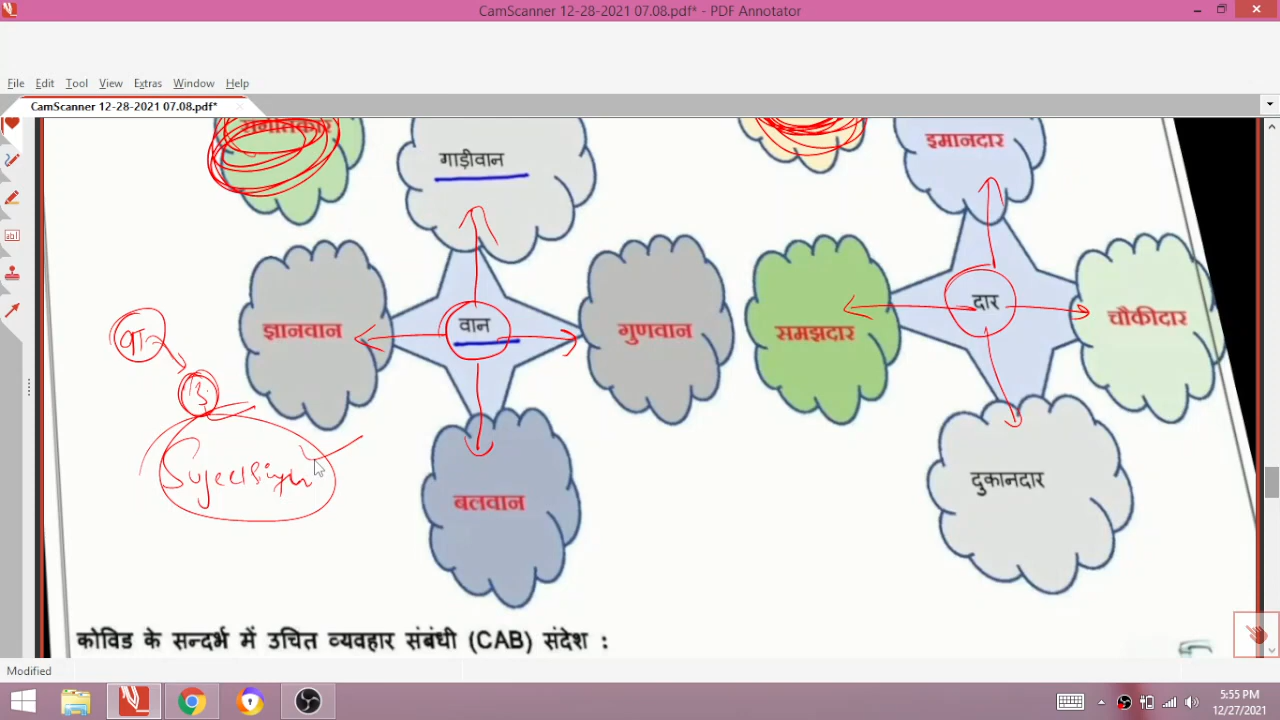 CamScanner 12-28-2021 07.08.pdf* - PDF Annotator
File Edit Tool View Extras Window Help
CamScanner 12-28-2021 07.08.pdf*
संगीतकार
गाड़ीवान
इमानदार
ज्ञानवान
वान
गुणवान
समझदार
दार
चौकीदार
बलवान
दुकानदार
कोविड के सन्दर्भ में उचित व्यवहार संबंधी (CAB) संदेश :
Modified
5:55 PM
12/27/2021